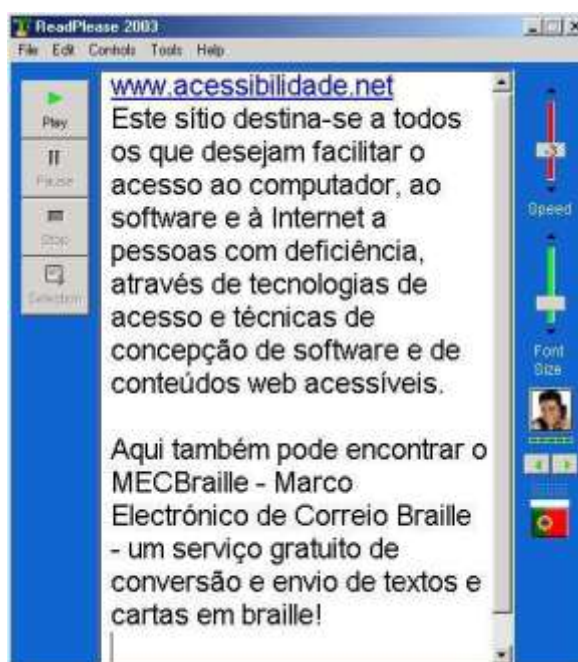 ReadPlease 2003
File Edit Controls Tools Help
Play
Pause
Stop
Selection
www.acessibilidade.net
Este sítio destina-se a todos
os que desejam facilitar o
acesso ao computador, ao
software e à Internet a
pessoas com deficiência,
através de tecnologias de
acesso e técnicas de
concepção de software e de
conteúdos web acessíveis.
Aqui também pode encontrar o
MECBraille - Marco
Electrónico de Correio Braille
- um serviço gratuito de
conversão e envio de textos e
cartas em braille!
-3
Speed
Font
Size